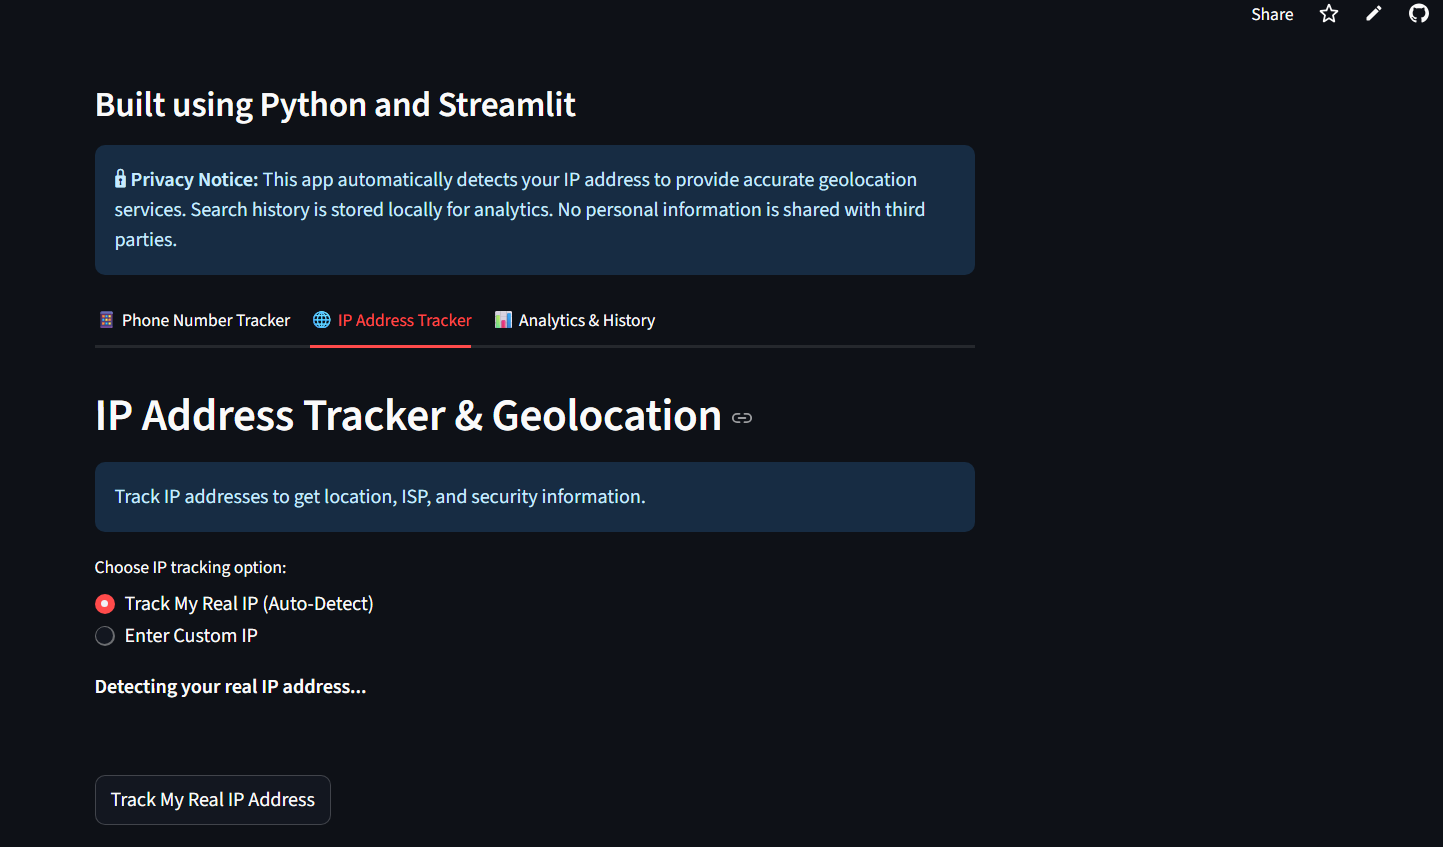 Share
Built using Python and Streamlit
Privacy Notice: This app automatically detects your IP address to provide accurate geolocation
services. Search history is stored locally for analytics. No personal information is shared with third
parties.
Phone Number Tracker
IP Address Tracker
Analytics & History
IP Address Tracker & Geolocation
Track IP addresses to get location, ISP, and security information.
Choose IP tracking option:
Track My Real IP (Auto-Detect)
Enter Custom IP
Detecting your real IP address...
Track My Real IP Address